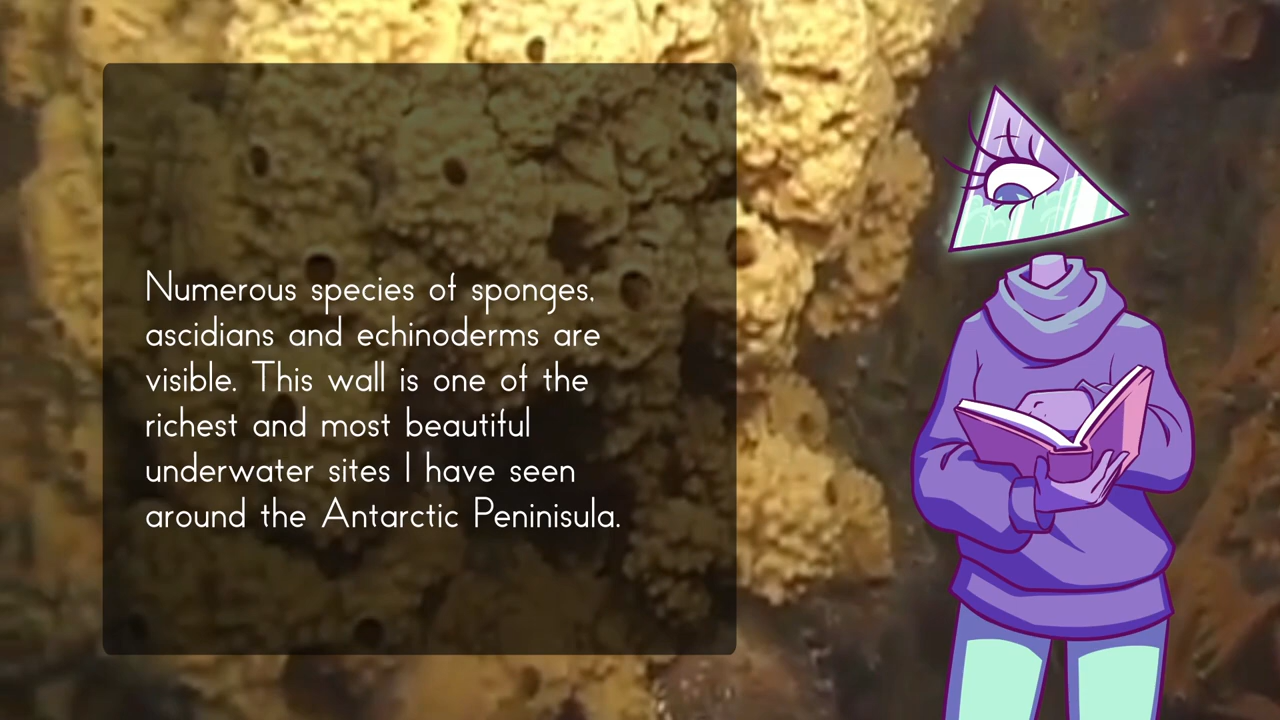 Numerous species of sponges,
ascidians and echinoderms are
visible. This wall is one of the
richest and most beautiful
underwater sites I have seen
around the Antarctic Peninisula.